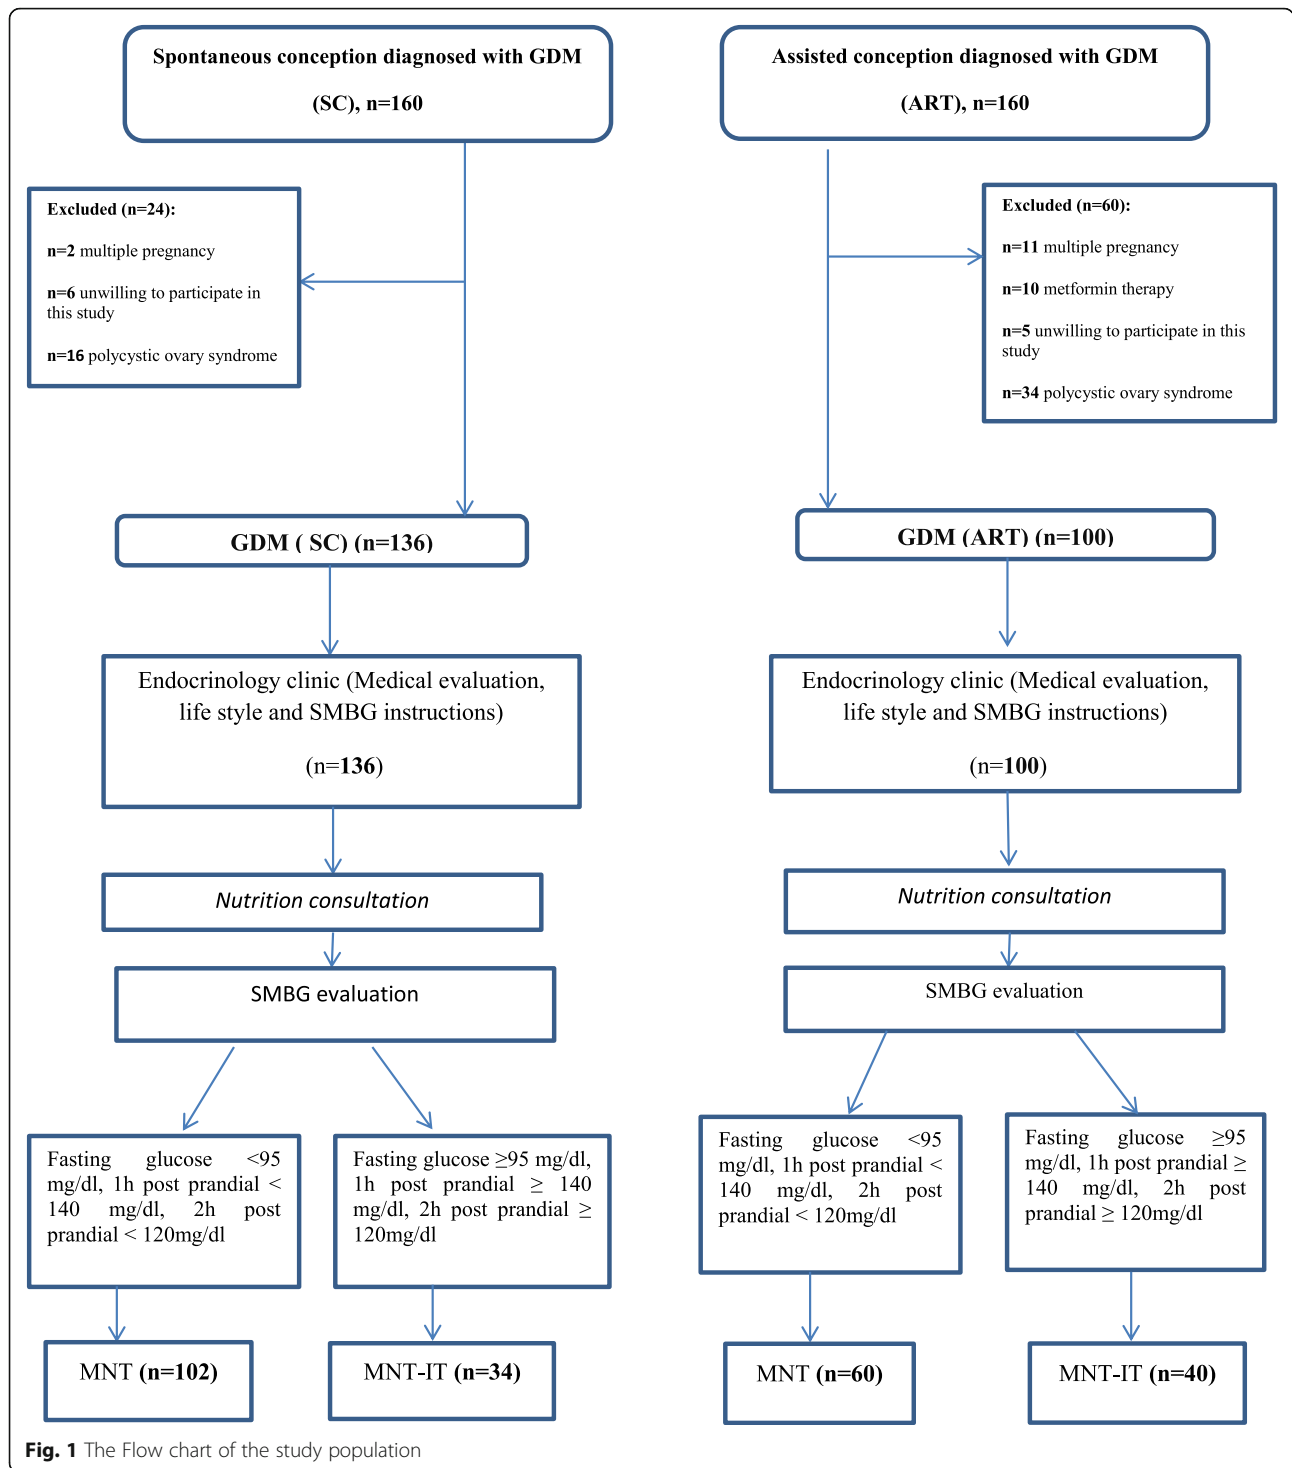 Spontaneous conception diagnosed with GDM
(SC), n=160
Assisted conception diagnosed with GDM
(ART), n=160
Excluded (n=24):
n=2 multiple pregnancy
n=6 unwilling to participate in
this study
n=16 polycystic ovary syndrome
Excluded (n=60):
n=11 multiple pregnancy
n=10 metformin therapy
n=5 unwilling to participate in this
study
n=34 polycystic ovary syndrome
GDM ( SC) (n=136)
GDM (ART) (n=100)
Endocrinology clinic (Medical evaluation,
life style and SMBG instructions)
(n=136)
Endocrinology clinic (Medical evaluation,
life style and SMBG instructions)
(n=100)
Nutrition consultation
Nutrition consultation
SMBG evaluation
SMBG evaluation
Fasting glucose <95
mg/dl, 1h post prandial <
140 mg/dl, 2h post
prandial < 120mg/dl
Fasting glucose ≥95 mg/dl,
1h post prandial ≥ 140
mg/dl, 2h post prandial ≥
120mg/dl
Fasting glucose <95
mg/dl, 1h post prandial <
140 mg/dl, 2h post
prandial < 120mg/dl
Fasting glucose ≥95
mg/dl, 1h post prandial ≥
140 mg/dl, 2h post
prandial ≥ 120mg/dl
MNT (n=102)
MNT-IT (n=34)
MNT (n=60)
MNT-IT (n=40)
Fig. 1 The Flow chart of the study population